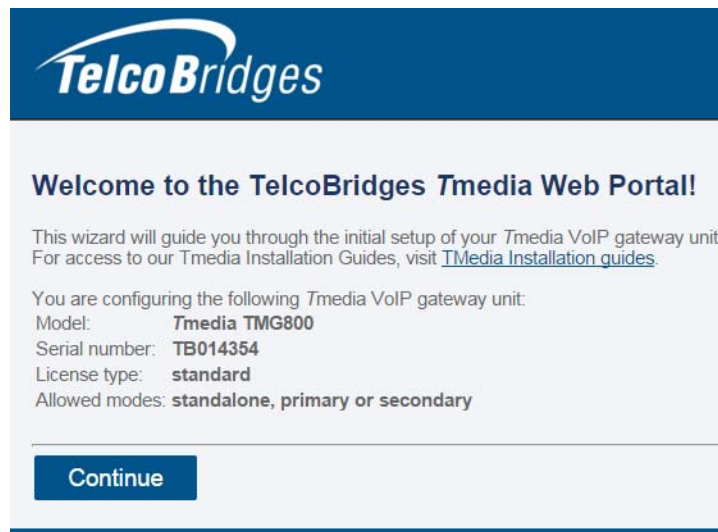 TelcoBridges
Welcome to the TelcoBridges Tmedia Web Portal!
This wizard will guide you through the initial setup of your Tmedia VoIP gateway unit
For access to our Tmedia Installation Guides, visit TMedia Installation guides.
You are configuring the following Tmedia VoIP gateway unit:
Model: Tmedia TMG800
Serial number: TB014354
License type: standard
Allowed modes: standalone, primary or secondary
Continue